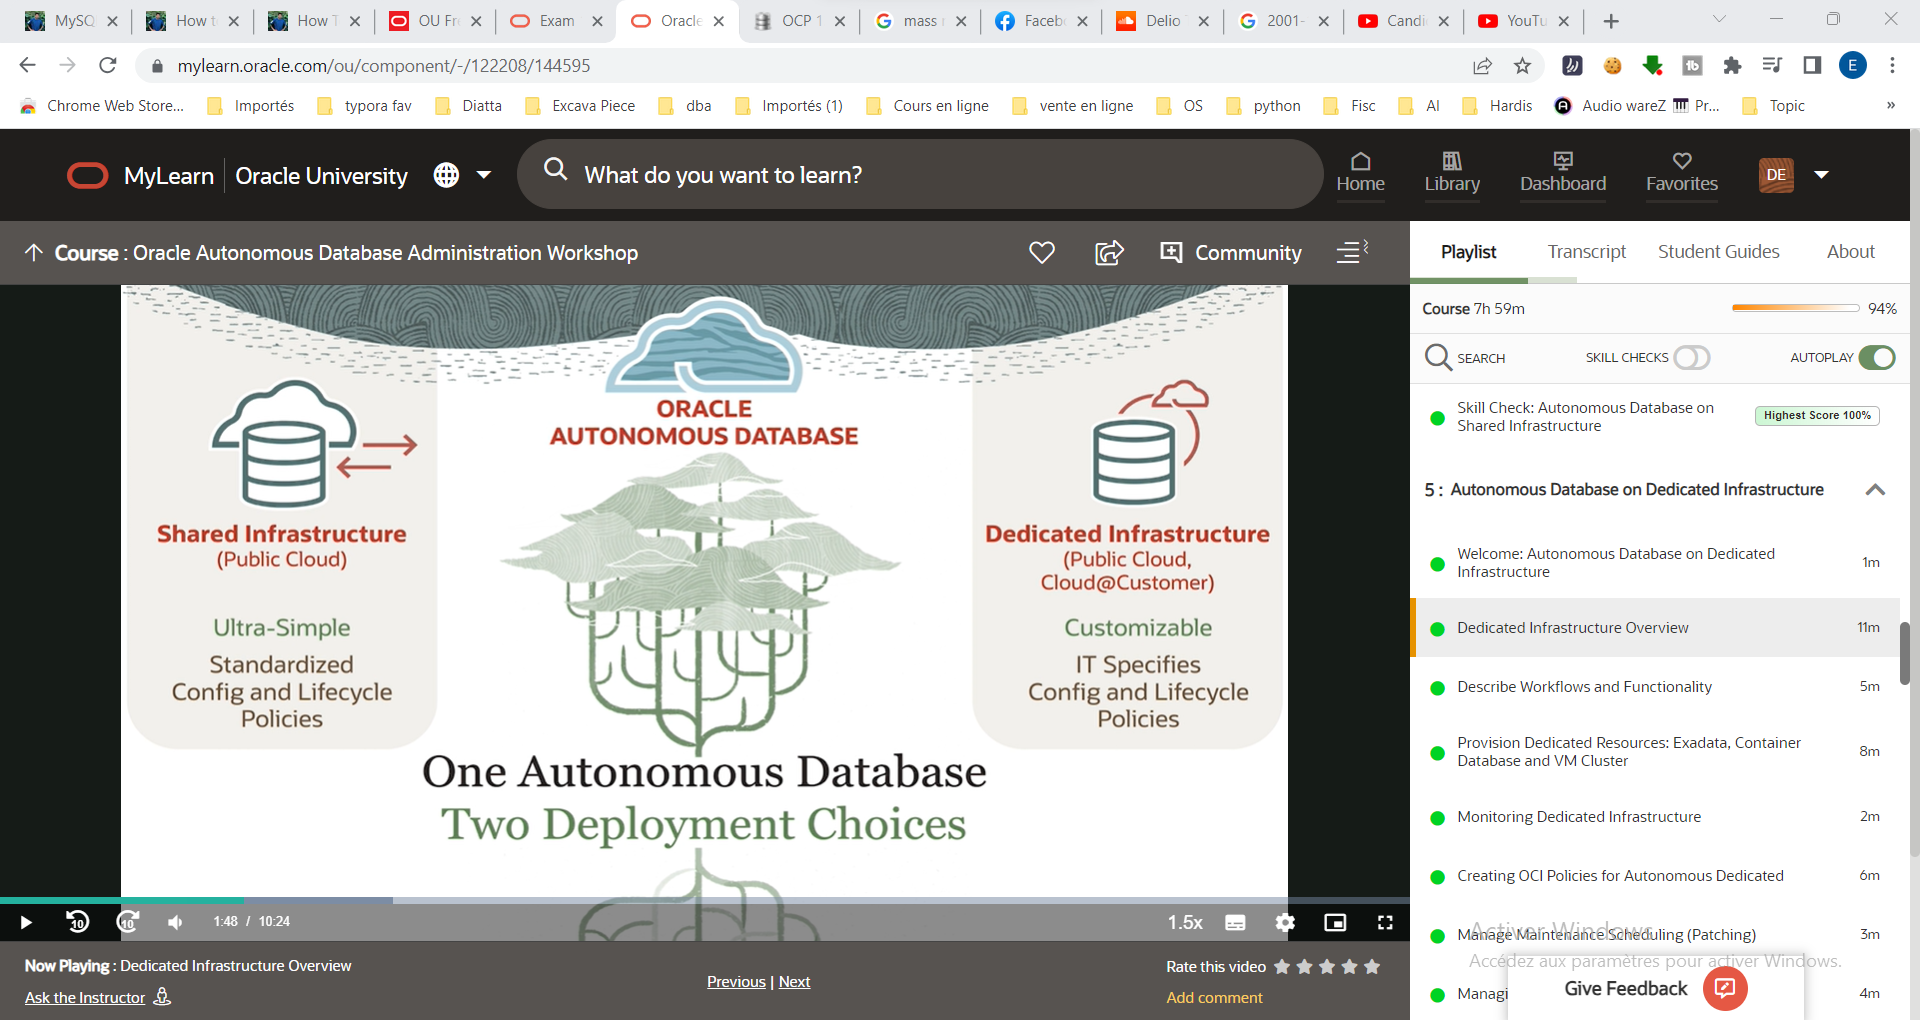 MySQ
How t
How T
OU Fre
Exam
Oracle
OCP 1
mass
Faceb
Delio
2001-
Candi
YouTu
mylearn.oracle.com/ou/component/-/122208/144595
E
Chrome Web Store...
Importés
typora fav
Diatta
Excava Piece
dba
Importés (1)
Cours en ligne
vente en ligne
OS
python
Fisc
AI
Hardis
Audio wareZ
Pr...
Topic
»
MyLearn
Oracle University
What do you want to learn?
Home
Library
Dashboard
Favorites
DE
Course : Oracle Autonomous Database Administration Workshop
Community
Playlist
Transcript
Student Guides
About
Course 7h 59m
94%
SEARCH
SKILL CHECKS
AUTOPLAY
Skill Check: Autonomous Database on
Shared Infrastructure
Highest Score 100%
5 : Autonomous Database on Dedicated Infrastructure
Welcome: Autonomous Database on Dedicated
Infrastructure
1m
Dedicated Infrastructure Overview
11m
Describe Workflows and Functionality
5m
Provision Dedicated Resources: Exadata, Container
Database and VM Cluster
8m
Monitoring Dedicated Infrastructure
2m
Creating OCI Policies for Autonomous Dedicated
6m
Manage Maintenance Scheduling (Patching)
3m
Managi
4m
Activer Windows
Accédez aux paramètres pour activer Windows.
Give Feedback
ORACLE
AUTONOMOUS DATABASE
Shared Infrastructure
(Public Cloud)
Ultra-Simple
Standardized
Config and Lifecycle
Policies
Dedicated Infrastructure
(Public Cloud,
Cloud@Customer)
Customizable
IT Specifies
Config and Lifecycle
Policies
One Autonomous Database
Two Deployment Choices
10
10
1:48 / 10:24
1.5x
Now Playing : Dedicated Infrastructure Overview
Ask the Instructor
Previous | Next
Rate this video
Add comment